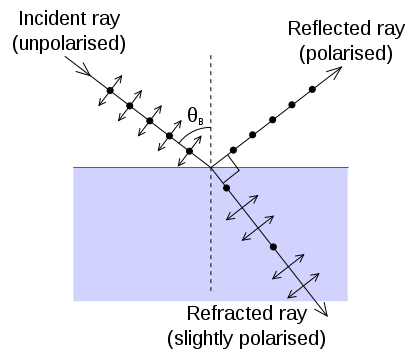 Incident ray
(unpolarised)
Reflected ray
(polarised)
θB
Refracted ray
(slightly polarised)